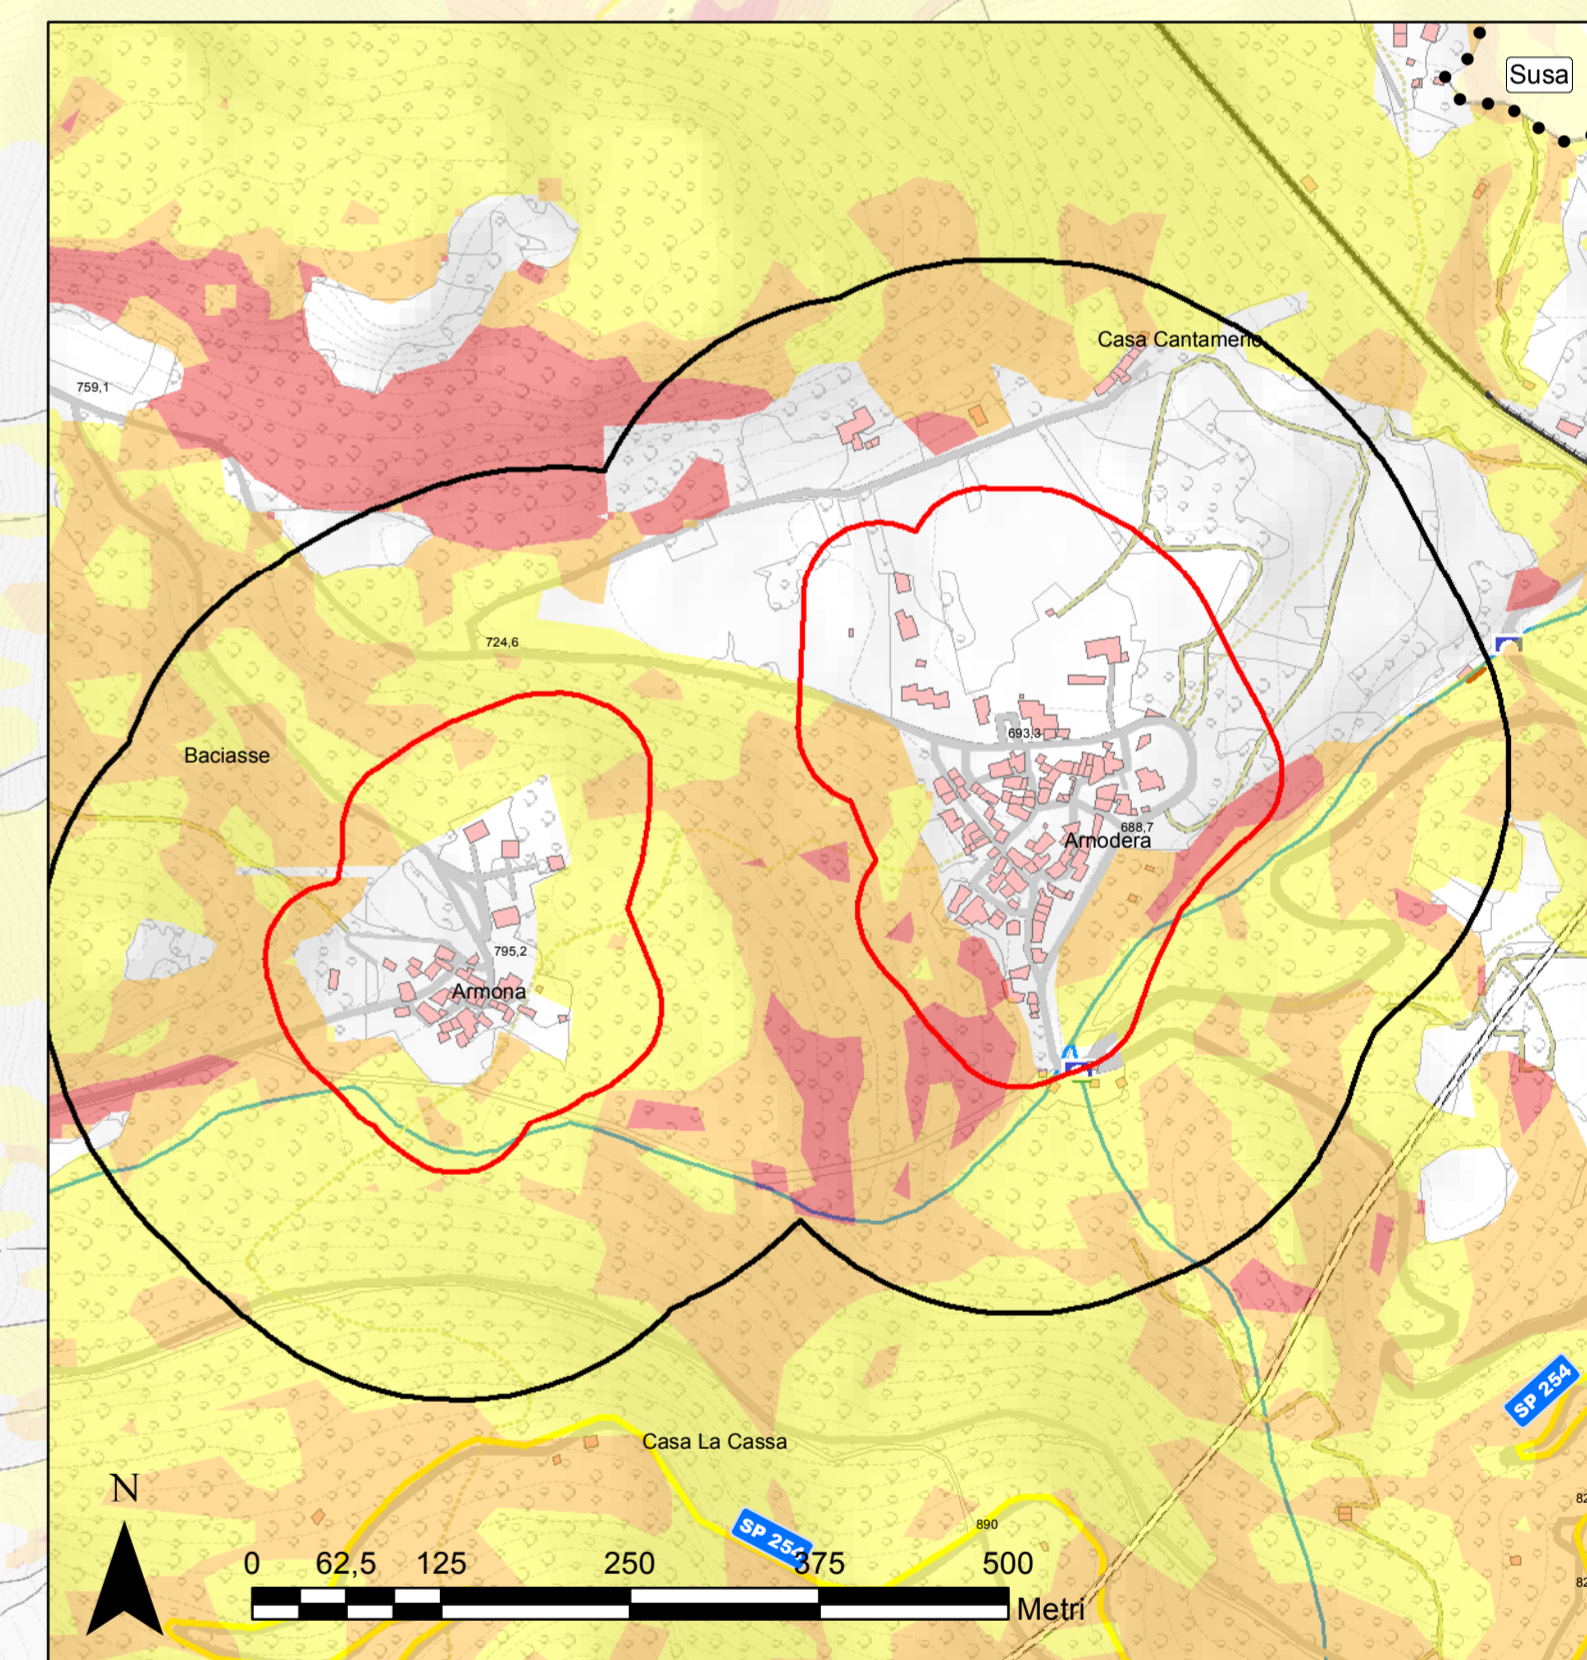 Susa
Casa Cantamerlo
759,1
724,6
693,3
Baciasse
688,7
Arnodera
795,2
Armona
Casa La Cassa
SP 254
890
SP 254
N
0 62,5 125 250 375 500
Metri